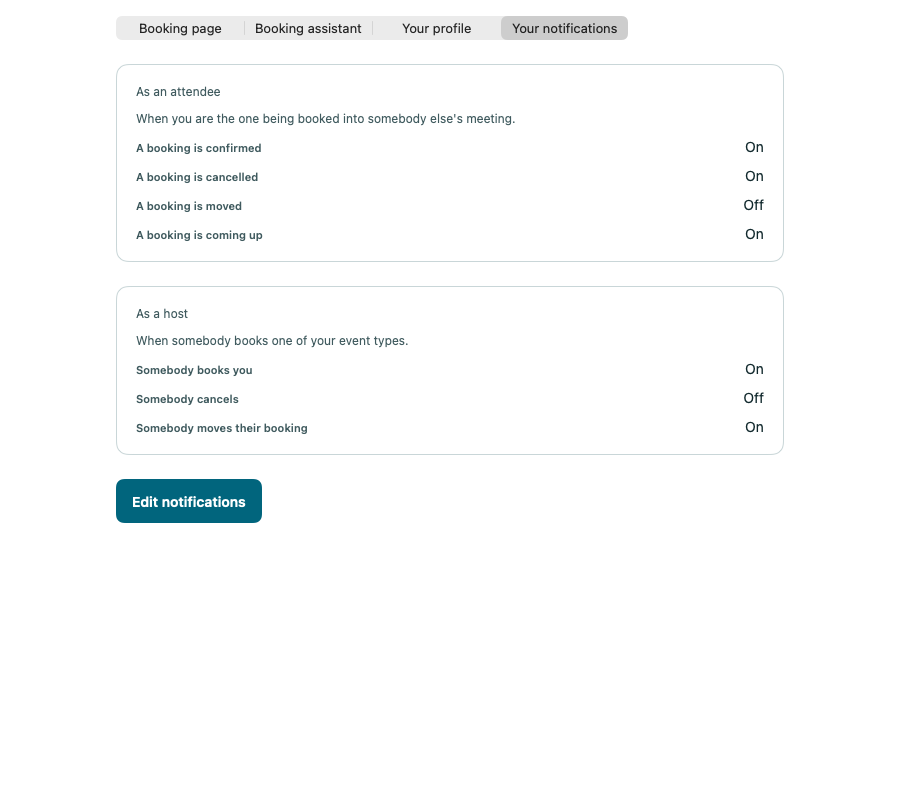 Booking page Booking assistant Your profile Your notifications
As an attendee
When you are the one being booked into somebody else's meeting.
A booking is confirmed On
A booking is cancelled On
A booking is moved Off
A booking is coming up On
As a host
When somebody books one of your event types.
Somebody books you On
Somebody cancels Off
Somebody moves their booking On
Edit notifications